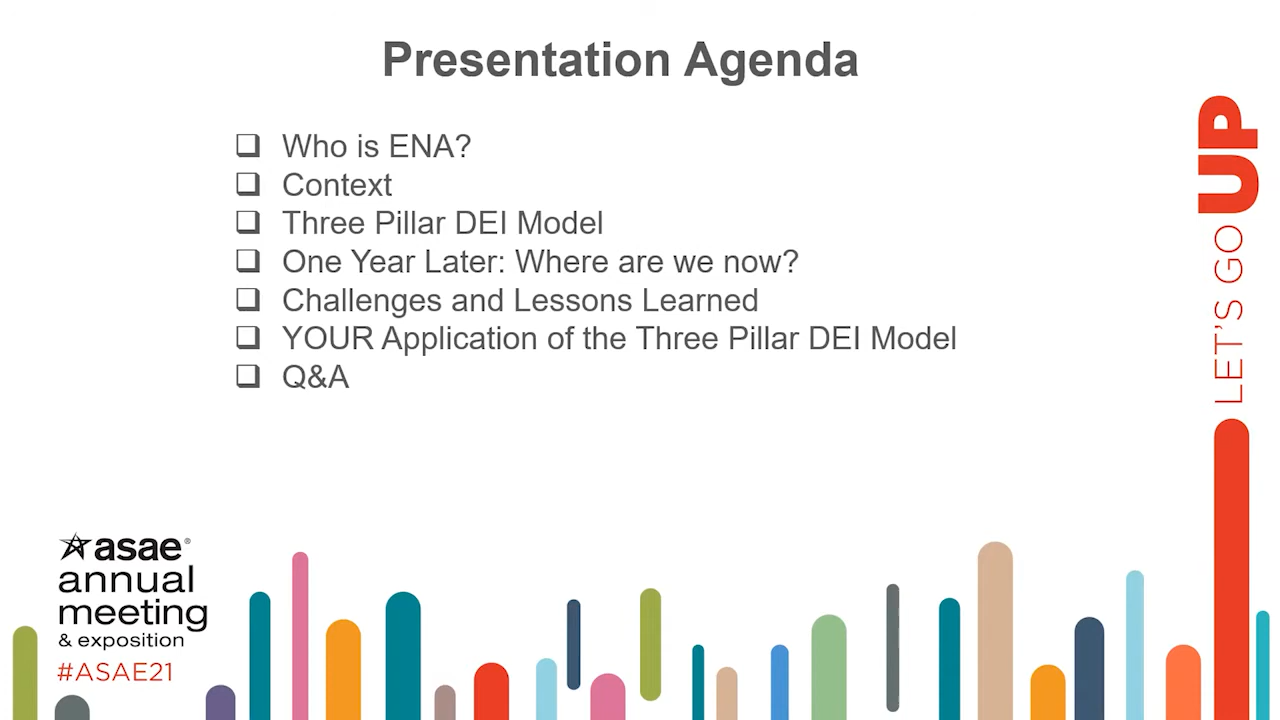 Presentation Agenda
Who is ENA?
Context
Three Pillar DEI Model
One Year Later: Where are we now?
Challenges and Lessons Learned
YOUR Application of the Three Pillar DEI Model
Q&A
LET'S GO UP
asae®
annual
meeting
& exposition
#ASAE21